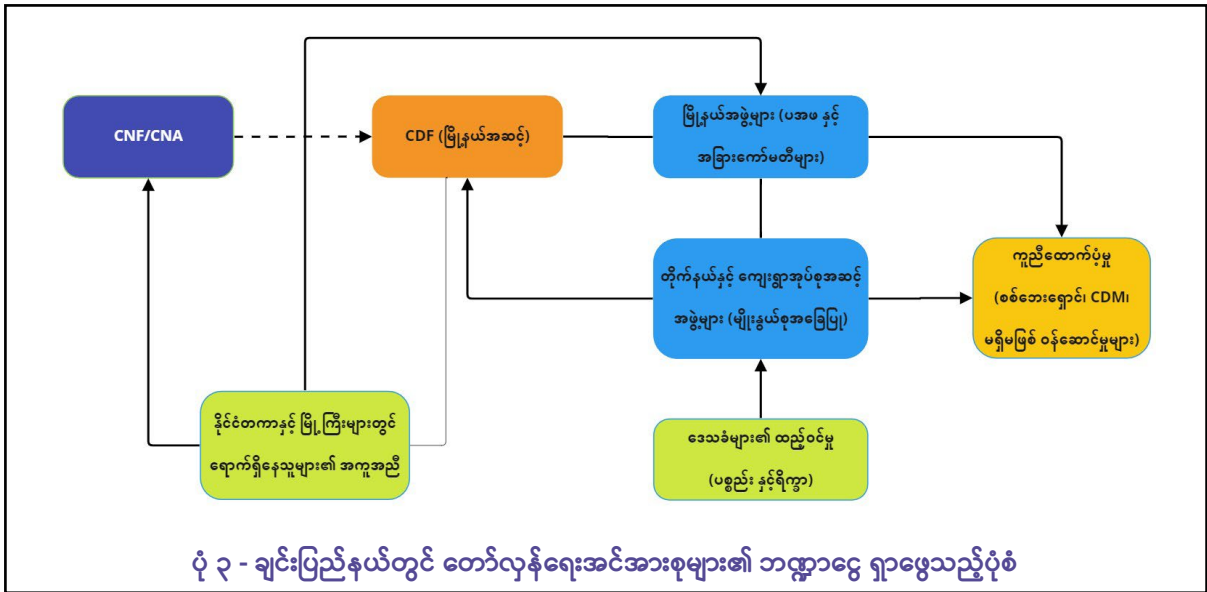 CNF/CNA
CDF (မြို့နယ်အဆင့်)
မြို့နယ်အဖွဲ့များ (ပအဖ နှင့်
အခြားကော်မတီများ)
တိုက်နယ်နှင့် ကျေးရွာအုပ်စုအဆင့်
အဖွဲ့များ (မျိုးနွယ်စုအခြေပြု)
ကူညီထောက်ပံ့မှု
(စစ်ဘေးရှောင်၊ CDM၊
မရှိမဖြစ် ဝန်ဆောင်မှုများ)
နိုင်ငံတကာနှင့် မြို့ကြီးများတွင်
ရောက်ရှိနေသူများ၏ အကူအညီ
ဒေသခံများ၏ ထည့်ဝင်မှု
(ပစ္စည်း နှင့်ရိက္ခာ)
ပုံ ၃ - ချင်းပြည်နယ်တွင် တော်လှန်ရေးအင်အားစုများ၏ ဘဏ္ဍာငွေ ရှာဖွေသည့်ပုံစံ